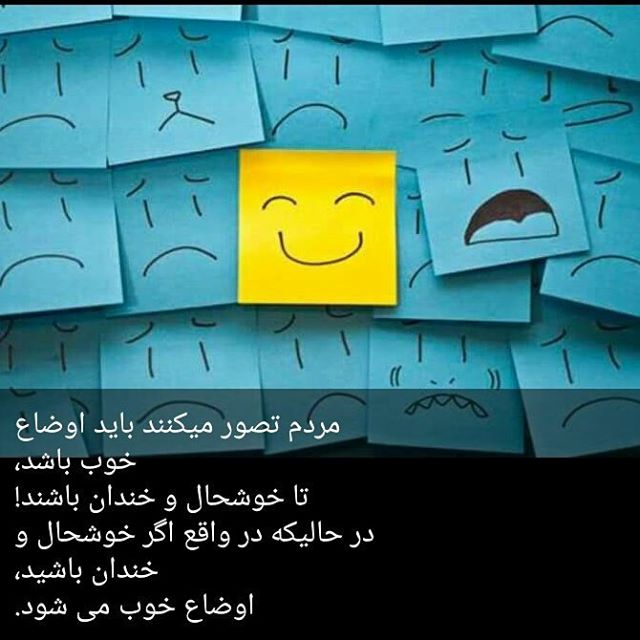 مردم تصور میکنند باید اوضاع
خوب باشد،
تا خوشحال و خندان باشند!
در حالیکه در واقع اگر خوشحال و
خندان باشید،
اوضاع خوب می شود.